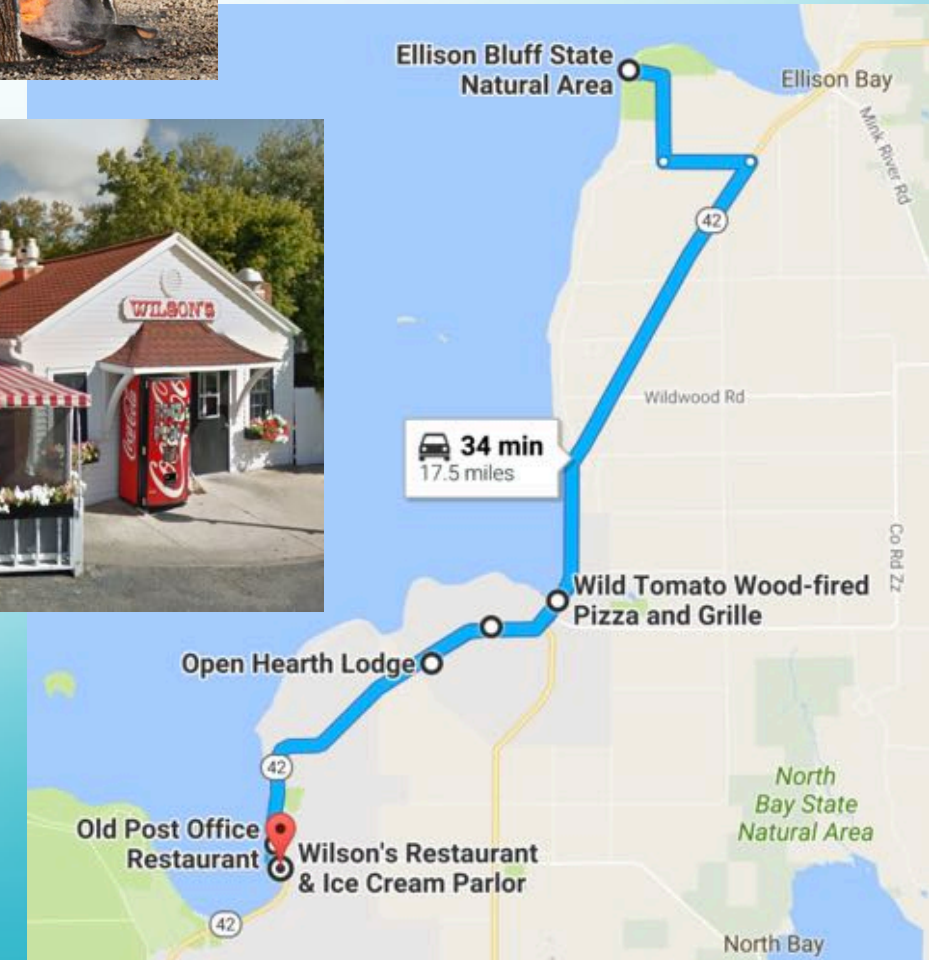 Ellison Bluff State
Natural Area
Ellison Bay
Mink River Rd
42
Wildwood Rd
34 min
17.5 miles
Co Rd Zz
Wild Tomato Wood-fired
Pizza and Grille
Open Hearth Lodge
42
North
Bay State
Natural Area
Old Post Office
Restaurant
Wilson's Restaurant
& Ice Cream Parlor
42
North Bay
WILSON'S
Coca-Cola
Coca-Cola